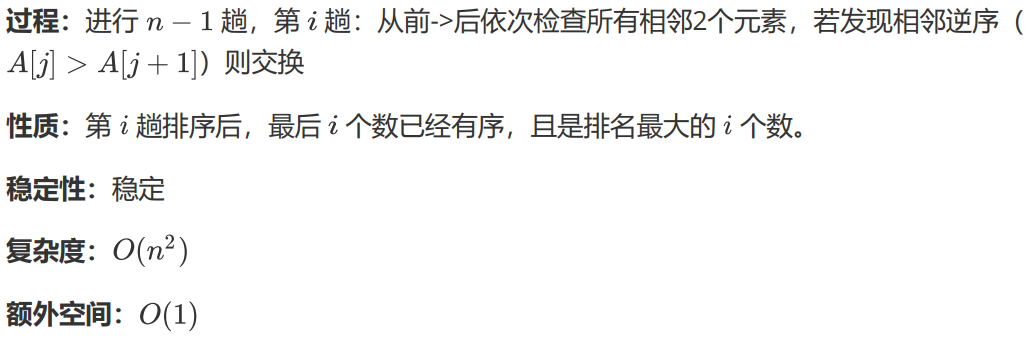 过程：进行 n − 1 趟，第 i 趟：从前->后依次检查所有相邻2个元素，若发现相邻逆序（
A[j] > A[j + 1]）则交换
性质：第 i 趟排序后，最后 i 个数已经有序，且是排名最大的 i 个数。
稳定性：稳定
复杂度：O(n²)
额外空间：O(1)